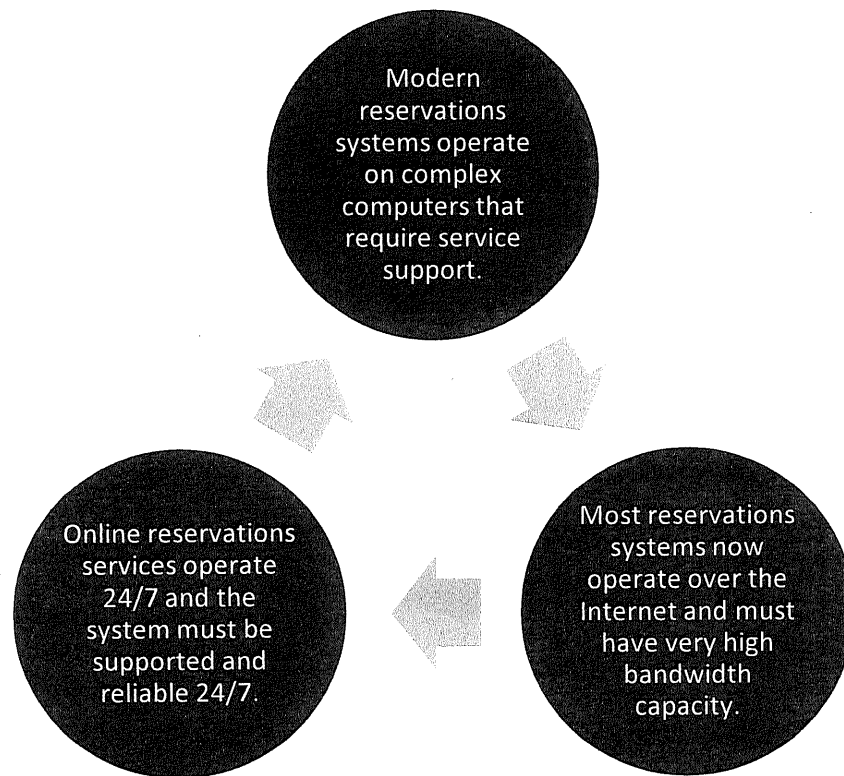 Modern
reservations
systems operate
on complex
computers that
require service
support.
Most reservations
systems now
operate over the
Internet and must
have very high
bandwidth
capacity.
Online reservations
services operate
24/7 and the
system must be
supported and
reliable 24/7.